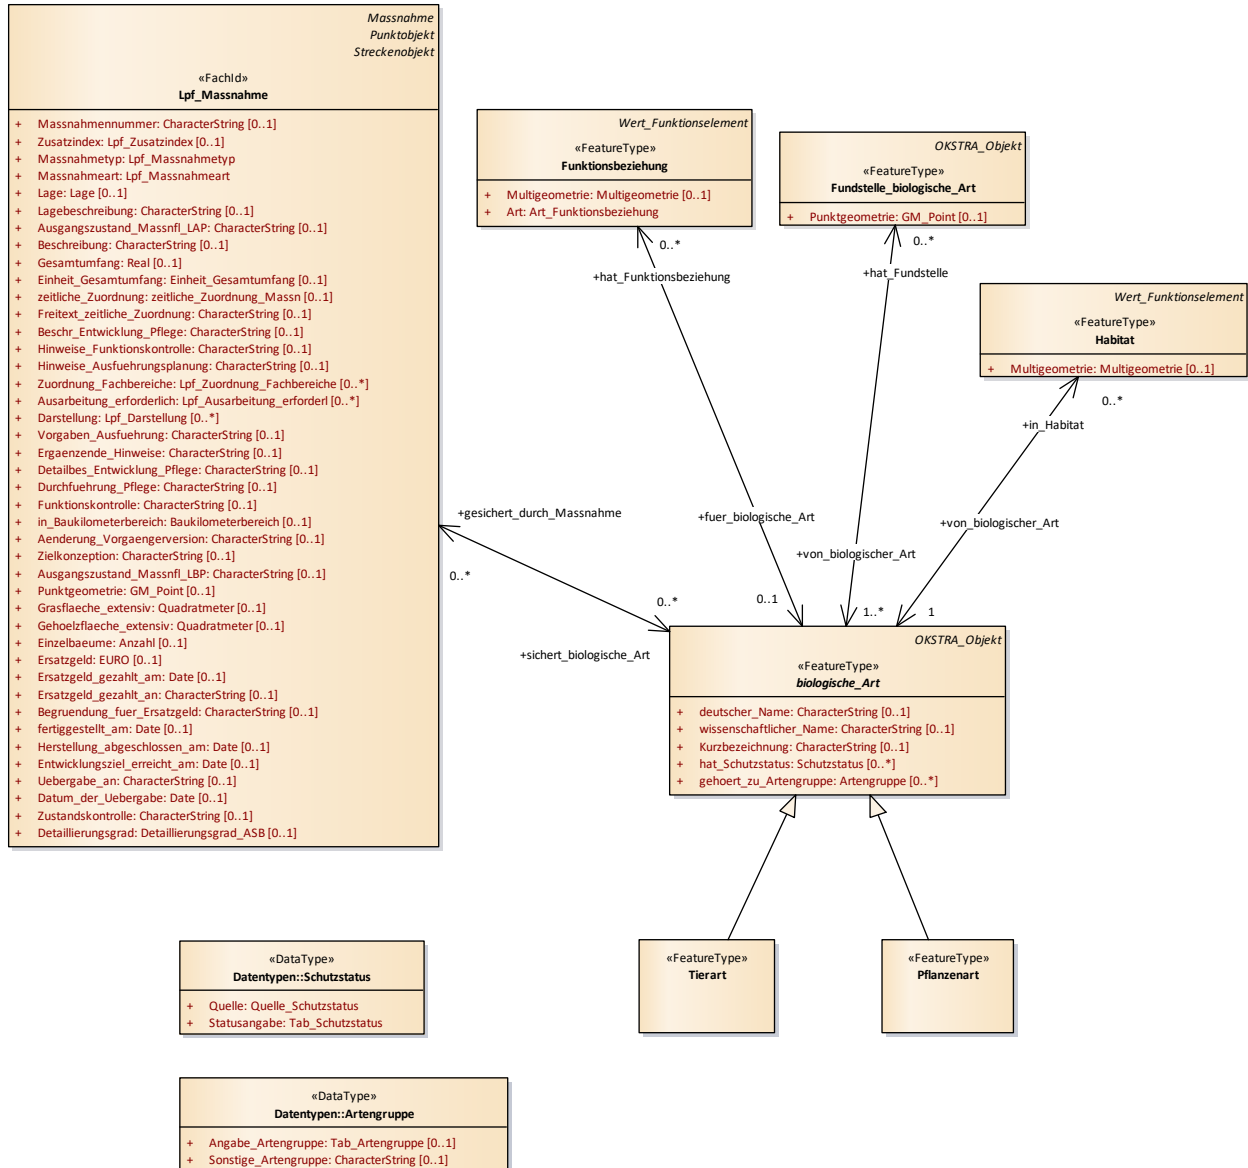 Massnahme
Punktobjekt
Streckenobjekt
«FachId»
Lpf_Massnahme
+ Massnahmennummer: CharacterString [0..1]
+ Zusatzindex: Lpf_Zusatzindex [0..1]
+ Massnahmetyp: Lpf_Massnahmetyp
+ Massnahmeart: Lpf_Massnahmeart
+ Lage: Lage [0..1]
+ Lagebeschreibung: CharacterString [0..1]
+ Ausgangszustand_Massnfl_LAP: CharacterString [0..1]
+ Beschreibung: CharacterString [0..1]
+ Gesamtumfang: Real [0..1]
+ Einheit_Gesamtumfang: Einheit_Gesamtumfang [0..1]
+ zeitliche_Zuordnung: zeitliche_Zuordnung_Massn [0..1]
+ Freitext_zeitliche_Zuordnung: CharacterString [0..1]
+ Beschr_Entwicklung_Pflege: CharacterString [0..1]
+ Hinweise_Funktionskontrolle: CharacterString [0..1]
+ Hinweise_Ausfuehrungsplanung: CharacterString [0..1]
+ Zuordnung_Fachbereiche: Lpf_Zuordnung_Fachbereiche [0..*]
+ Ausarbeitung_erforderlich: Lpf_Ausarbeitung_erforderl [0..*]
+ Darstellung: Lpf_Darstellung [0..*]
+ Vorgaben_Ausfuehrung: CharacterString [0..1]
+ Ergaenzende_Hinweise: CharacterString [0..1]
+ Detailbes_Entwicklung_Pflege: CharacterString [0..1]
+ Durchfuehrung_Pflege: CharacterString [0..1]
+ Funktionskontrolle: CharacterString [0..1]
+ in_Baukilometerbereich: Baukilometerbereich [0..1]
+ Aenderung_Vorgaengerversion: CharacterString [0..1]
+ Zielkonzeption: CharacterString [0..1]
+ Ausgangszustand_Massnfl_LBP: CharacterString [0..1]
+ Punktgeometrie: GM_Point [0..1]
+ Grasflaeche_extensiv: Quadratmeter [0..1]
+ Gehoelzflaeche_extensiv: Quadratmeter [0..1]
+ Einzelbaeume: Anzahl [0..1]
+ Ersatzgeld: EURO [0..1]
+ Ersatzgeld_gezahlt_am: Date [0..1]
+ Ersatzgeld_gezahlt_an: CharacterString [0..1]
+ Begruendung_fuer_Ersatzgeld: CharacterString [0..1]
+ fertiggestellt_am: Date [0..1]
+ Herstellung_abgeschlossen_am: Date [0..1]
+ Entwicklungsziel_erreicht_am: Date [0..1]
+ Uebergabe_an: CharacterString [0..1]
+ Datum_der_Uebergabe: Date [0..1]
+ Zustandskontrolle: CharacterString [0..1]
+ Detaillierungsgrad: Detaillierungsgrad_ASB [0..1]
Wert_Funktionselement
«FeatureType»
Funktionsbeziehung
+ Multigeometrie: Multigeometrie [0..1]
+ Art: Art_Funktionsbeziehung
OKSTRA_Objekt
«FeatureType»
Fundstelle_biologische_Art
+ Punktgeometrie: GM_Point [0..1]
Wert_Funktionselement
«FeatureType»
Habitat
+ Multigeometrie: Multigeometrie [0..1]
0..*
+hat_Funktionsbeziehung
0..*
+hat_Fundstelle
0..*
+in_Habitat
+gesichert_durch_Massnahme
0..*
+fuer_biologische_Art
0..1
+von_biologischer_Art
1..*
+von_biologischer_Art
1
0..*
+sichert_biologische_Art
OKSTRA_Objekt
«FeatureType»
biologische_Art
+ deutscher_Name: CharacterString [0..1]
+ wissenschaftlicher_Name: CharacterString [0..1]
+ Kurzbezeichnung: CharacterString [0..1]
+ hat_Schutzstatus: Schutzstatus [0..*]
+ gehoert_zu_Artengruppe: Artengruppe [0..*]
«FeatureType»
Tierart
«FeatureType»
Pflanzenart
«DataType»
Datentypen::Schutzstatus
+ Quelle: Quelle_Schutzstatus
+ Statusangabe: Tab_Schutzstatus
«DataType»
Datentypen::Artengruppe
+ Angabe_Artengruppe: Tab_Artengruppe [0..1]
+ Sonstige_Artengruppe: CharacterString [0..1]